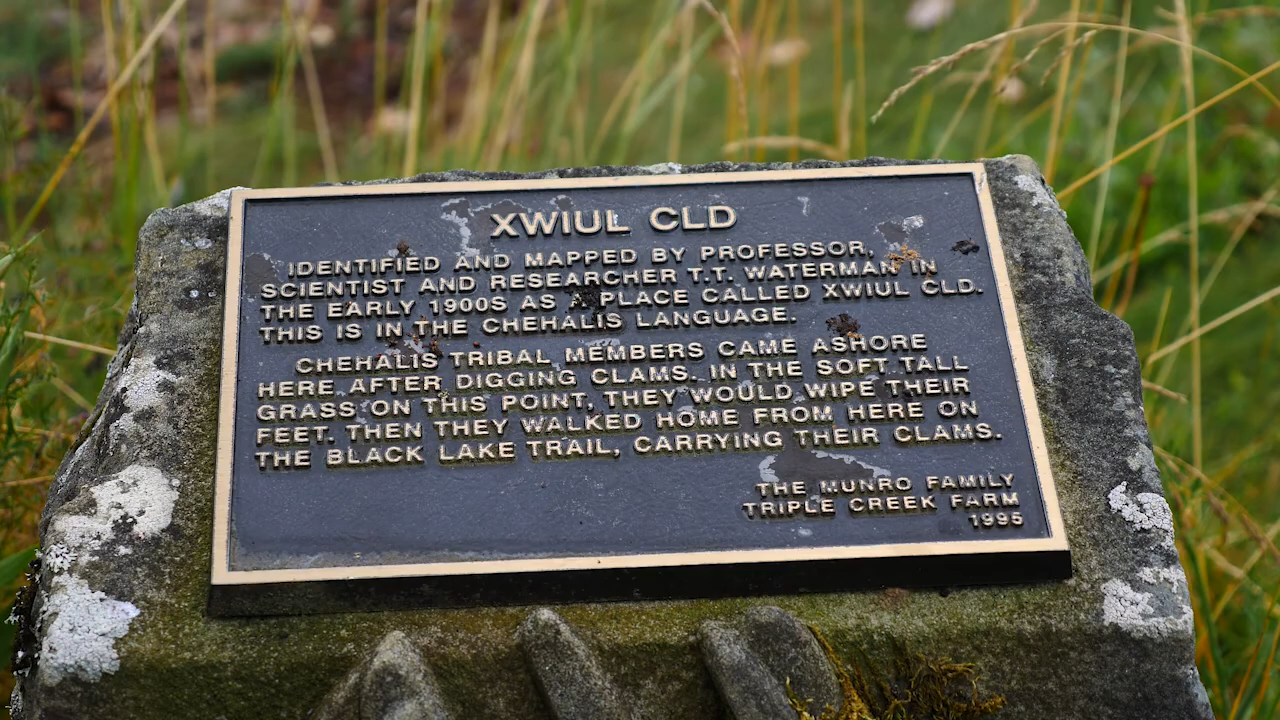 XWIUL CLD
IDENTIFIED AND MAPPED BY PROFESSOR,
SCIENTIST AND RESEARCHER T.T. WATERMAN IN
THE EARLY 1900S AS A PLACE CALLED XWIUL CLD.
THIS IS IN THE CHEHALIS LANGUAGE.
CHEHALIS TRIBAL MEMBERS CAME ASHORE
HERE AFTER DIGGING CLAMS. IN THE SOFT TALL
GRASS ON THIS POINT, THEY WOULD WIPE THEIR
FEET. THEN THEY WALKED HOME FROM HERE ON
THE BLACK LAKE TRAIL, CARRYING THEIR CLAMS.
THE MUNRO FAMILY
TRIPLE CREEK FARM
1995